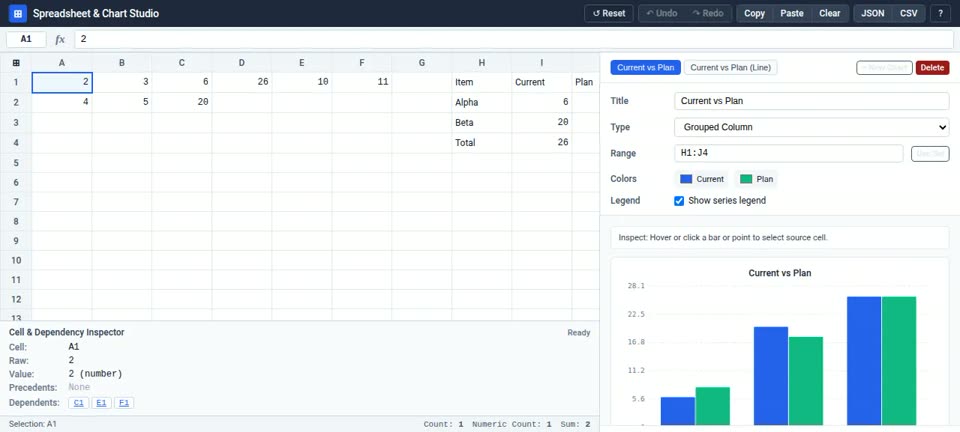 Spreadsheet & Chart Studio
Reset
Undo
Redo
Copy
Paste
Clear
JSON
CSV
?
A1
fx
2
A B C D E F G H I
1 2 3 6 26 10 11 Item Current Plan
2 4 5 20 Alpha 6
3 Beta 20
4 Total 26
5
6
7
8
9
10
11
12
13
Cell & Dependency Inspector
Ready
Cell: A1
Raw: 2
Value: 2 (number)
Precedents: None
Dependents: C1 E1 F1
Selection: A1
Count: 1 Numeric Count: 1 Sum: 2
Current vs Plan
Current vs Plan (Line)
Delete
Title Current vs Plan
Type Grouped Column
Range H1:J4
Colors Current Plan
Legend Show series legend
Inspect: Hover or click a bar or point to select source cell.
Current vs Plan
28.1
22.5
16.8
11.2
5.6